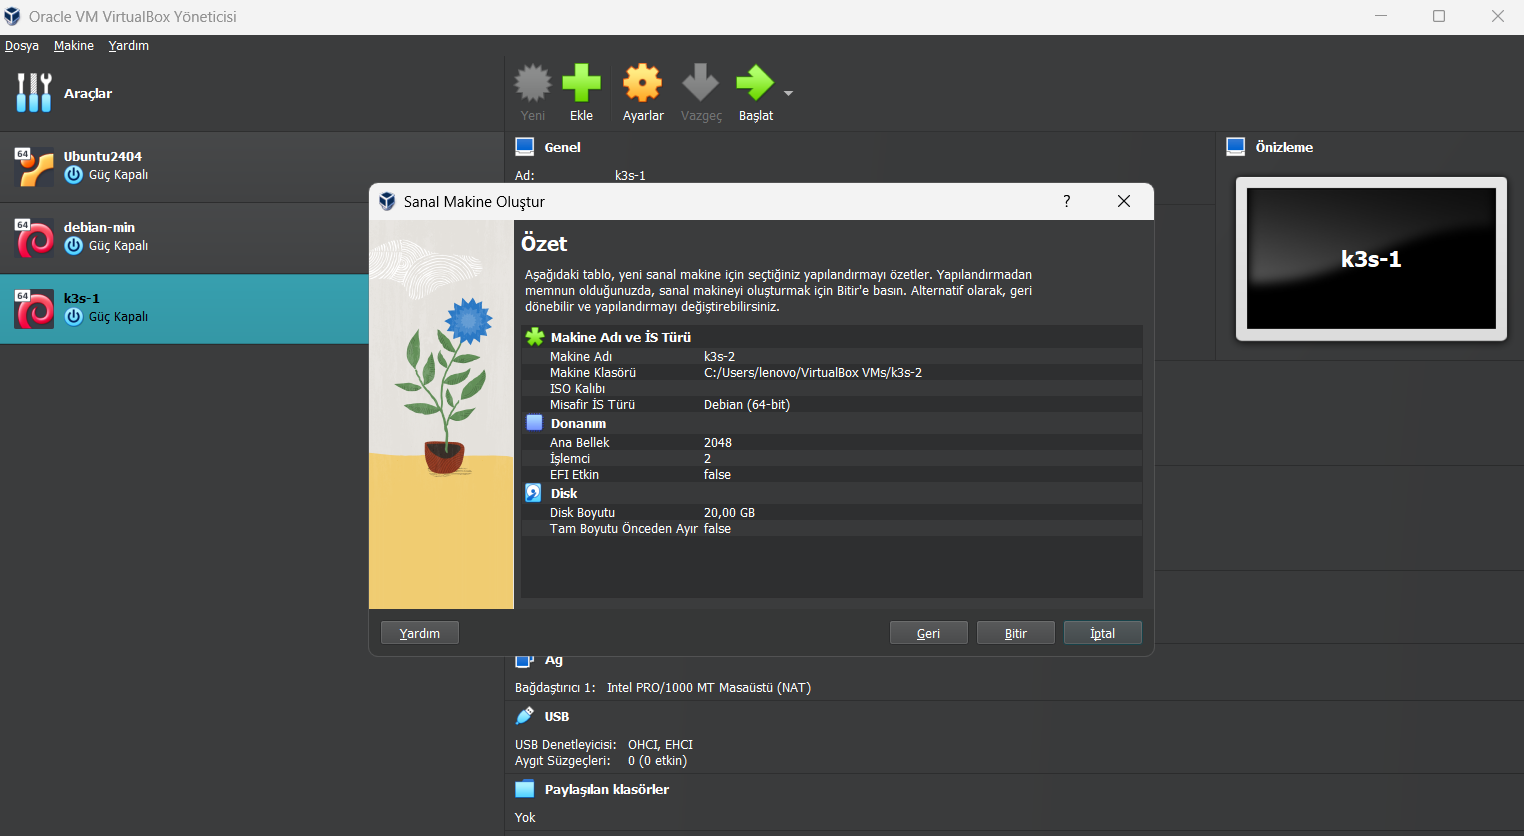 Oracle VM VirtualBox Yöneticisi
Dosya Makine Yardım
Araçlar
Yeni Ekle Ayarlar Vazgeç Başlat
64
Ubuntu2404
Güç Kapalı
64
debian-min
Güç Kapalı
64
k3s-1
Güç Kapalı
Genel
Ad: k3s-1
Önizleme
k3s-1
Sanal Makine Oluştur
?
Özet
Aşağıdaki tablo, yeni sanal makine için seçtiğiniz yapılandırmayı özetler. Yapılandırmadan
memnun olduğunuzda, sanal makineyi oluşturmak için Bitir'e basın. Alternatif olarak, geri
dönebilir ve yapılandırmayı değiştirebilirsiniz.
Makine Adı ve İS Türü
Makine Adı k3s-2
Makine Klasörü C:/Users/lenovo/VirtualBox VMs/k3s-2
ISO Kalıbı
Misafir İS Türü Debian (64-bit)
Donanım
Ana Bellek 2048
İşlemci 2
EFI Etkin false
Disk
Disk Boyutu 20,00 GB
Tam Boyutu Önceden Ayır false
Yardım Geri Bitir İptal
Ağ
Bağdaştırıcı 1: Intel PRO/1000 MT Masaüstü (NAT)
USB
USB Denetleyicisi: OHCI, EHCI
Aygıt Süzgeçleri: 0 (0 etkin)
Paylaşılan klasörler
Yok